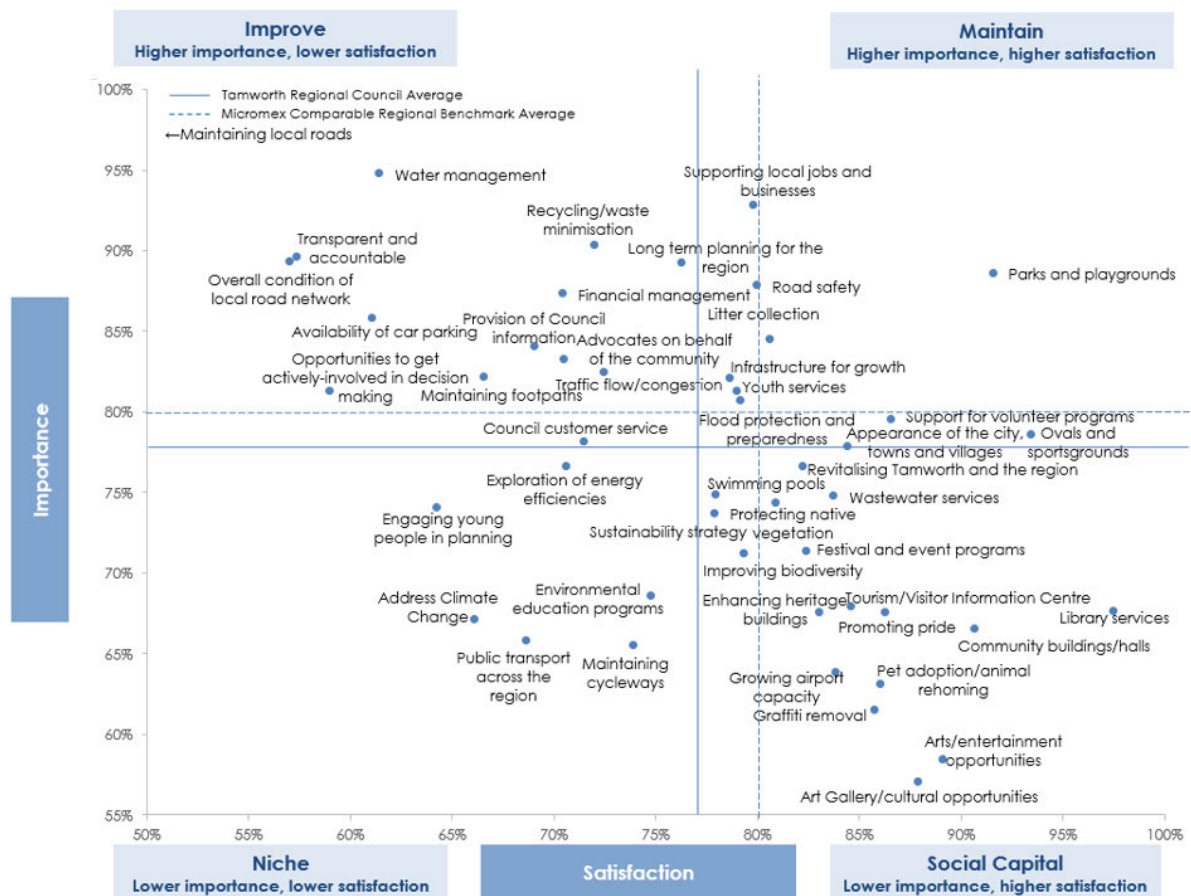 Improve
Higher importance, lower satisfaction
Maintain
Higher importance, higher satisfaction
100%
Tamworth Regional Council Average
Micromex Comparable Regional Benchmark Average
←Maintaining local roads
95%
Water management
Supporting local jobs and
businesses
Recycling/waste
minimisation
90%
Transparent and
accountable
Long term planning for the
region
Parks and playgrounds
Overall condition of
local road network
Financial management
Road safety
Litter collection
85%
Availability of car parking
Provision of Council
information
Advocates on behalf
of the community
Opportunities to get
actively-involved in decision
making
Maintaining footpaths
Traffic flow/congestion
Infrastructure for growth
Youth services
80%
Council customer service
Flood protection and
preparedness
Support for volunteer programs
Appearance of the city,
towns and villages
Ovals and
sportsgrounds
Revitalising Tamworth and the region
Importance
75%
Exploration of energy
efficiencies
Swimming pools
Wastewater services
Engaging young
people in planning
Sustainability strategy
Protecting native
vegetation
Festival and event programs
70%
Improving biodiversity
Address Climate
Change
Environmental
education programs
Enhancing heritage
buildings
Tourism/Visitor Information Centre
Library services
Promoting pride
65%
Community buildings/halls
Public transport
across the
region
Maintaining
cycleways
Growing airport
capacity
Pet adoption/animal
rehoming
Graffiti removal
60%
Arts/entertainment
opportunities
Art Gallery/cultural opportunities
55%
50%
55%
60%
65%
70%
75%
80%
85%
90%
95%
100%
Niche
Lower importance, lower satisfaction
Satisfaction
Social Capital
Lower importance, higher satisfaction